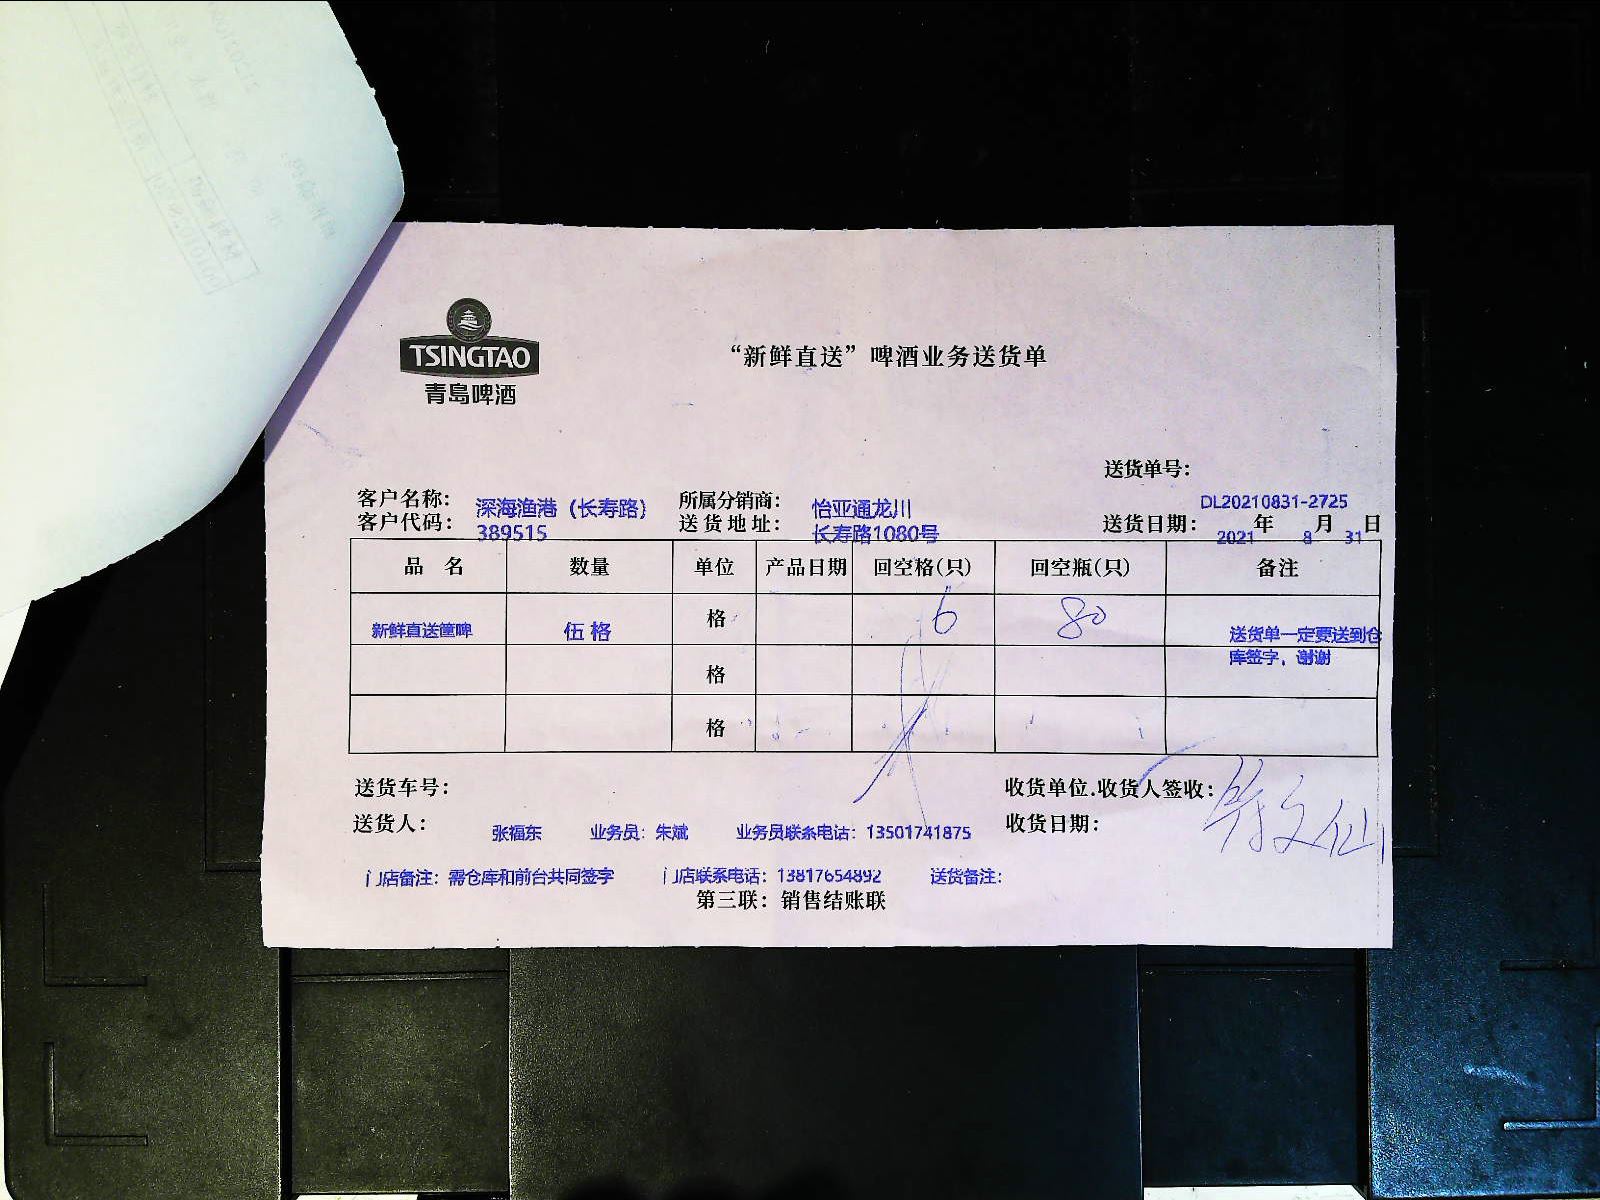 TSINGTAO
青岛啤酒
“新鲜直送”啤酒业务送货单
送货单号：
DL20210831-2725
客户名称： 深海渔港（长寿路） 所属分销商： 怡亚通龙川
客户代码： 389515 送货地址： 长寿路1080号 送货日期： 2021 年 8 月 31 日
品 名 数量 单位 产品日期 回空格(只) 回空瓶(只) 备注
新鲜直送筐啤 伍格 格 6 80 送货单一定要送到仓
库签字，谢谢
格
格
送货车号： 收货单位.收货人签收：
送货人： 张福东 业务员：朱斌 业务员联系电话：13501741875 收货日期：
门店备注：需仓库和前台共同签字 门店联系电话：13817654892 送货备注：
第三联：销售结账联